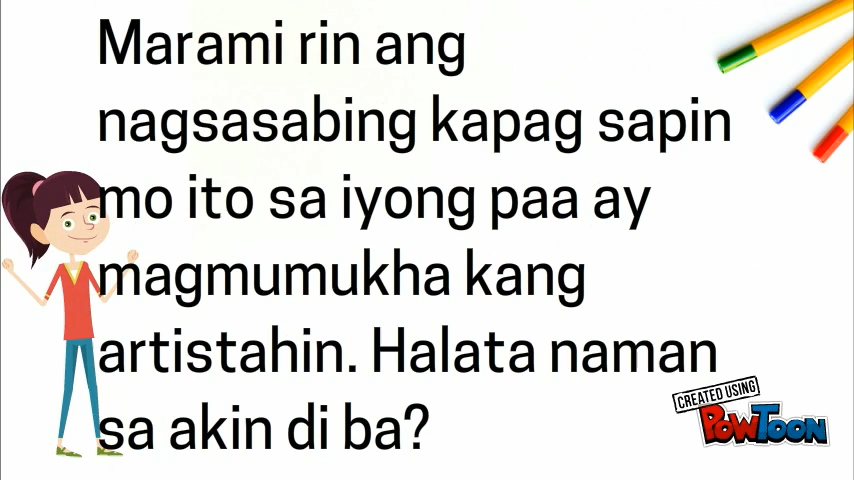 Marami rin ang
nagsasabing kapag sapin
mo ito sa iyong paa ay
magmumukha kang
artistahin. Halata naman
sa akin di ba?
CREATED USING
POWTOON